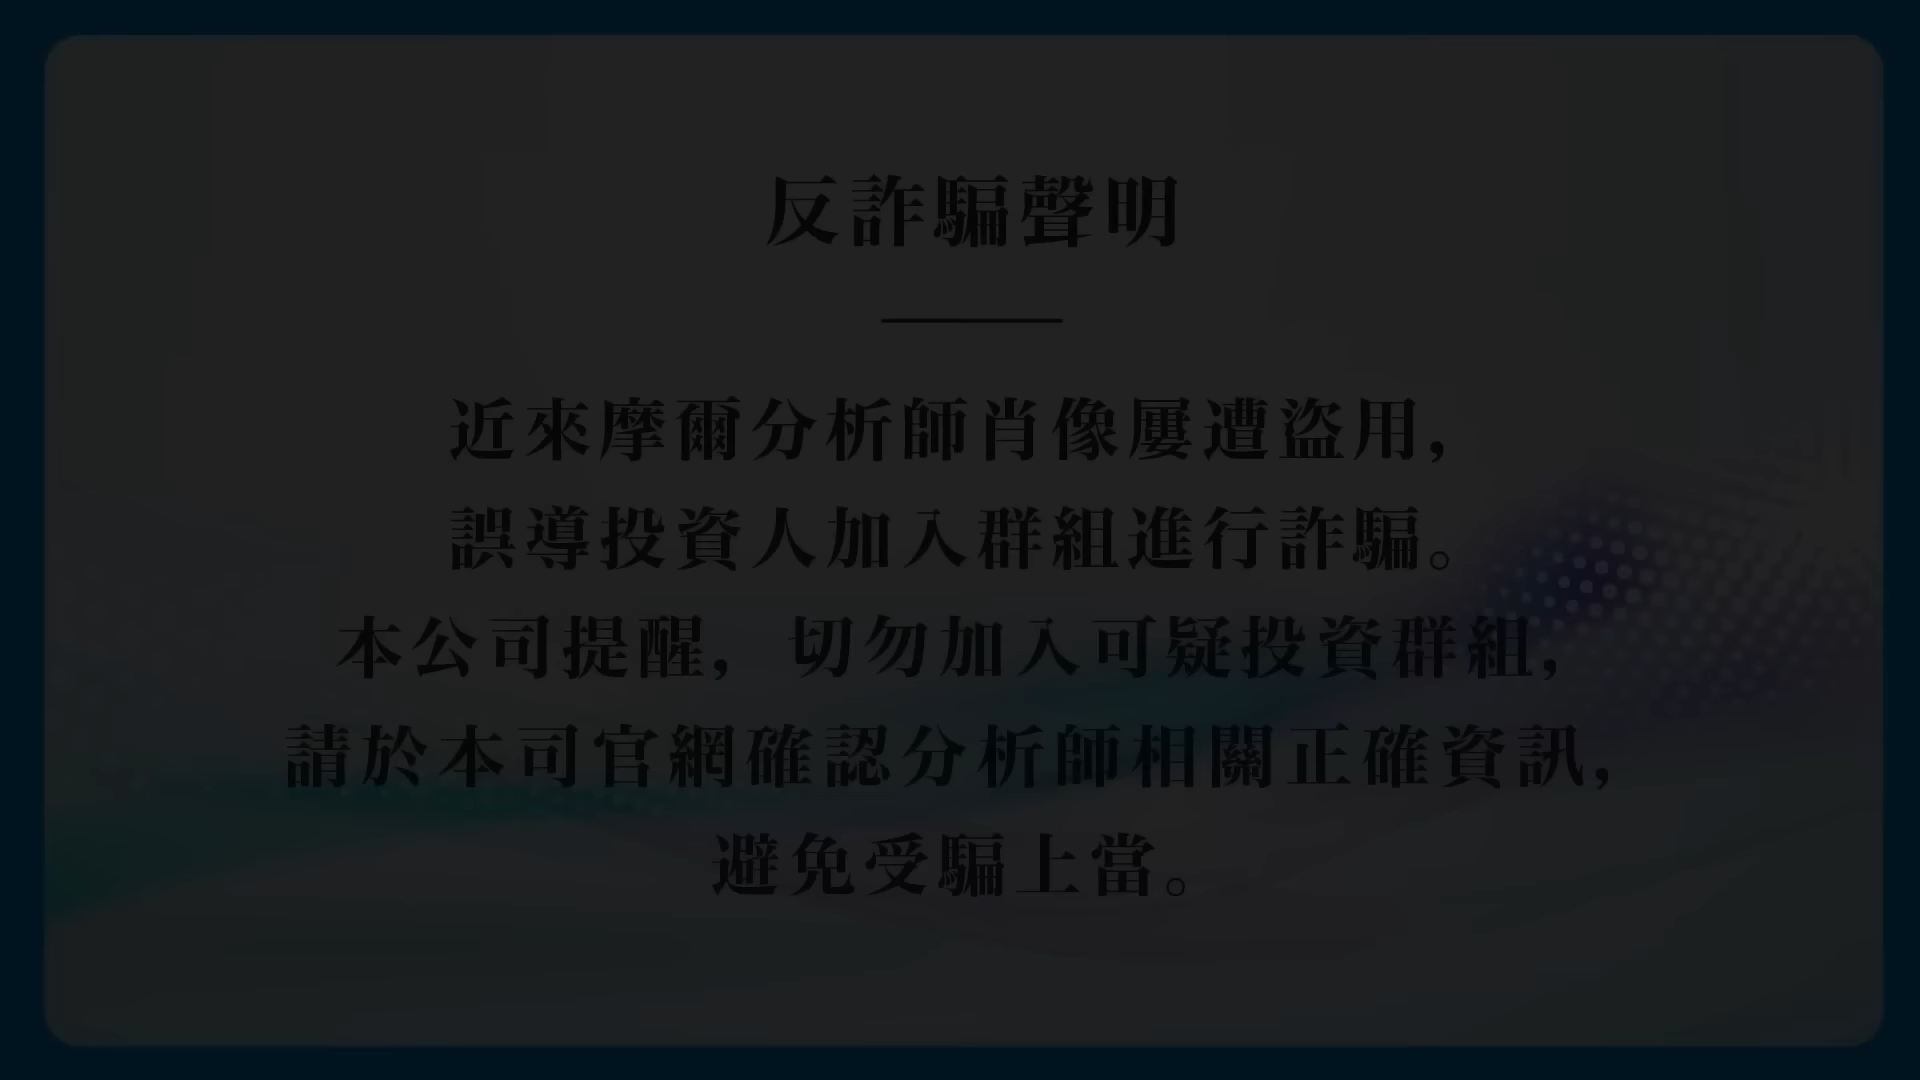 反詐騙聲明
近來摩爾分析師肖像屢遭盜用，
誤導投資人加入群組進行詐騙。
本公司提醒，切勿加入可疑投資群組，
請於本司官網確認分析師相關正確資訊，
避免受騙上當。